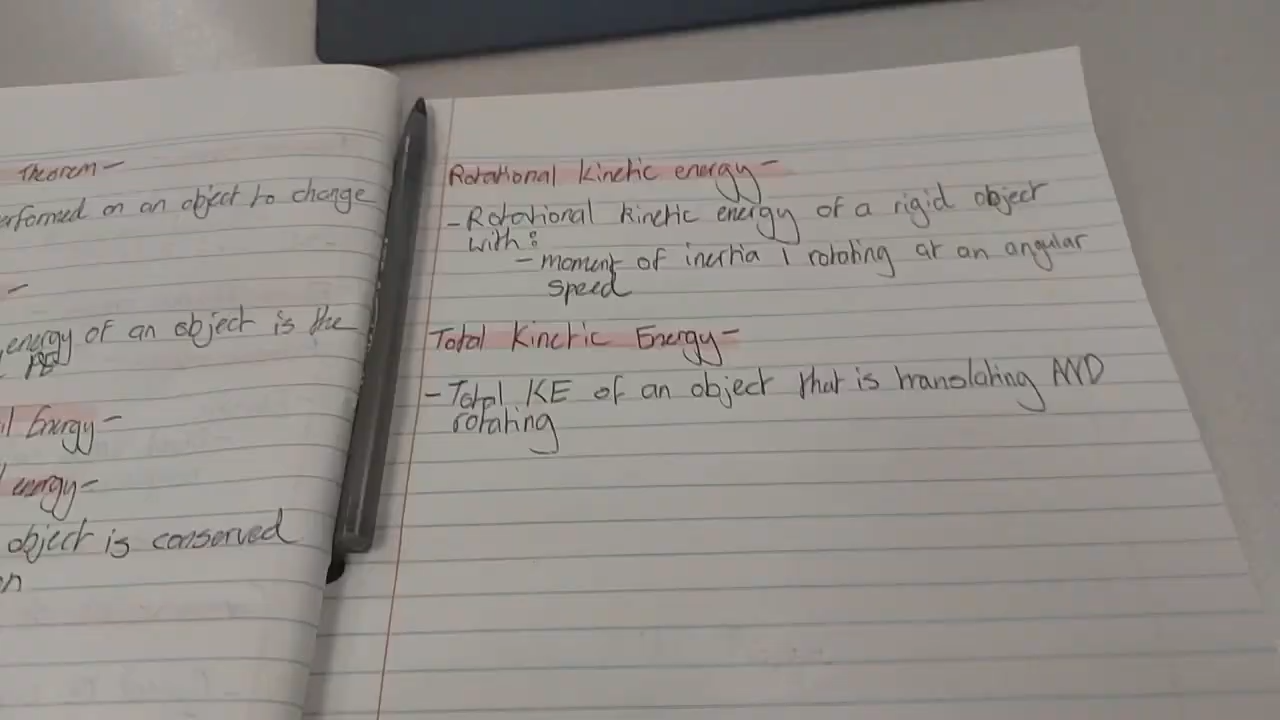 Theorem-
erformed on an object to change
-
energy of an object is the
PE
l Energy-
energy-
object is conserved
on
Rotational kinetic energy-
- Rotational kinetic energy of a rigid object
with:
- moment of inertia I rotating at an angular
speed
Total Kinetic Energy-
- Total KE of an object that is translating AND
rotating